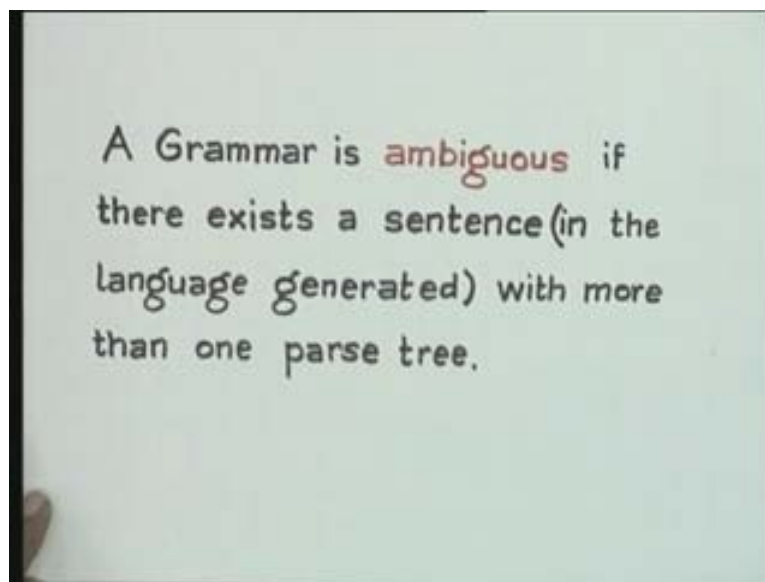 A Grammar is ambiguous if
there exists a sentence (in the
language generated) with more
than one parse tree.